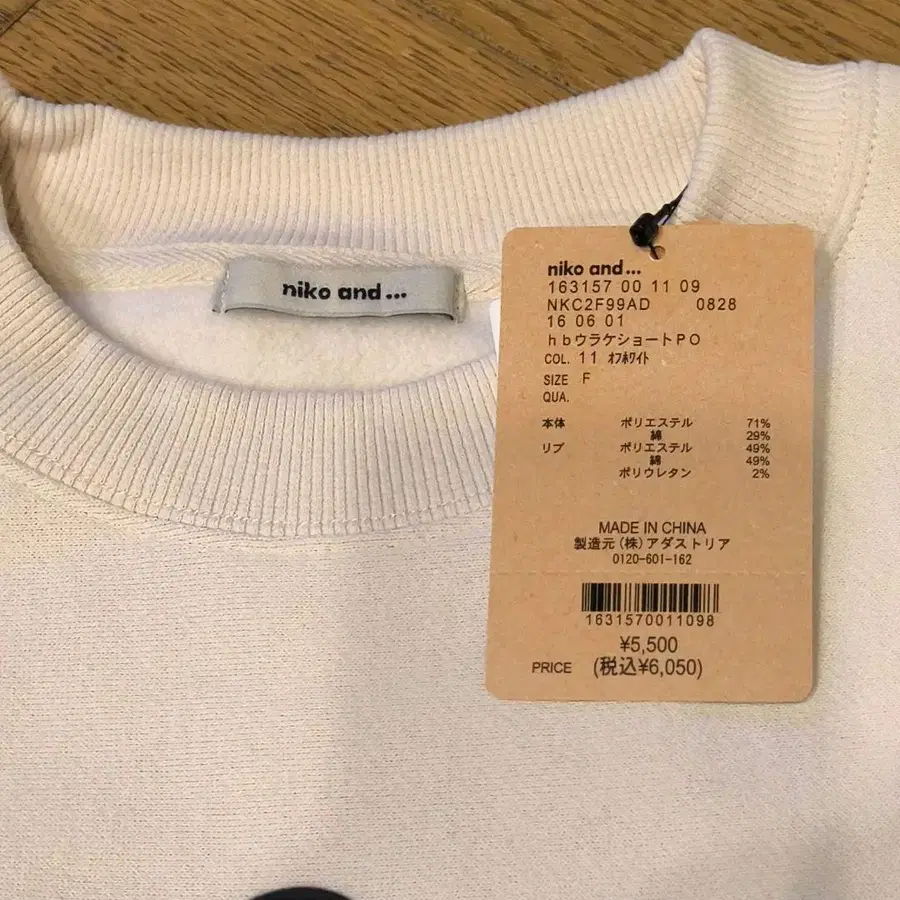 niko and ...
niko and ...
163157 00 11 09
NKC2F99AD 0828
16 06 01
hbウラケショートPO
COL. 11 ｵﾌﾎﾜｲﾄ
SIZE F
QUA.
本体 ポリエステル 71%
綿 29%
リブ ポリエステル 49%
綿 49%
ポリウレタン 2%
MADE IN CHINA
製造元(株)アダストリア
0120-601-162
1631570011098
¥5,500
PRICE (税込¥6,050)